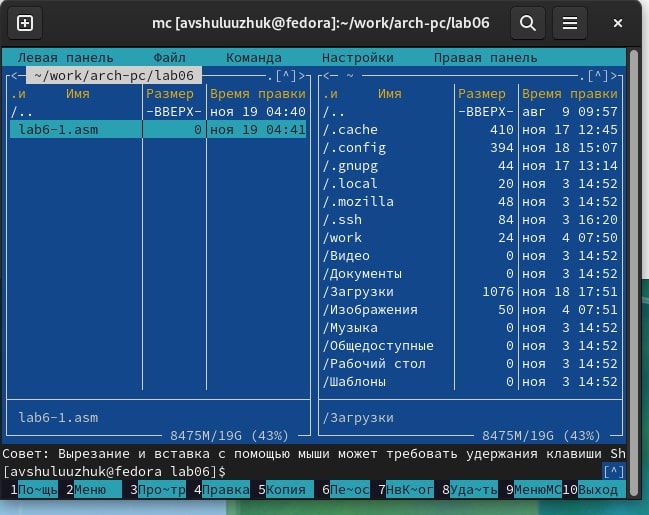 mc [avshuluuzhuk@fedora]:~/work/arch-pc/lab06
Левая панель Файл Команда Настройки Правая панель
<— ~/work/arch-pc/lab06 .[^]> <— ~ .[^]>
.и Имя Размер Время правки .и Имя Размер Время правки
/.. -ВВЕРХ- ноя 19 04:40 /.. -ВВЕРХ- авг 9 09:57
lab6-1.asm 0 ноя 19 04:41 /.cache 410 ноя 17 12:45
/.config 394 ноя 18 15:07
/.gnupg 44 ноя 17 13:14
/.local 20 ноя 3 14:52
/.mozilla 48 ноя 3 14:52
/.ssh 84 ноя 3 16:20
/work 24 ноя 4 07:50
/Видео 0 ноя 3 14:52
/Документы 0 ноя 3 14:52
/Загрузки 1076 ноя 18 17:51
/Изображения 50 ноя 4 07:51
/Музыка 0 ноя 3 14:52
/Общедоступные 0 ноя 3 14:52
/Рабочий стол 0 ноя 3 14:52
/Шаблоны 0 ноя 3 14:52
lab6-1.asm /Загрузки
8475M/19G (43%) 8475M/19G (43%)
Совет: Вырезание и вставка с помощью мыши может требовать удержания клавиши Sh
[avshuluuzhuk@fedora lab06]$ [^]
1По~щь 2Меню 3Про~тр 4Правка 5Копия 6Пе~ос 7НвК~ог 8Уда~ть 9МенюMC 10Выход